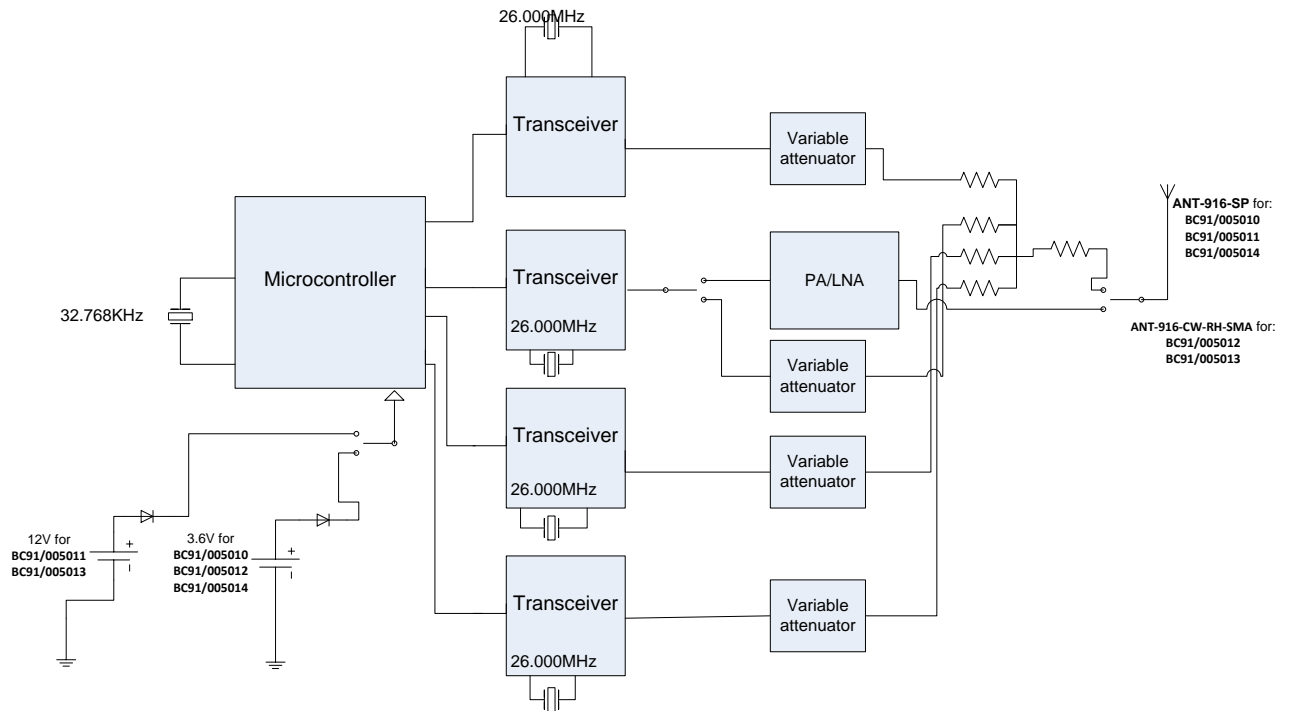 26.000MHz
Transceiver
Variable
attenuator
ANT-916-SP for:
BC91/005010
BC91/005011
BC91/005014
Microcontroller
Transceiver
26.000MHz
PA/LNA
32.768KHz
ANT-916-CW-RH-SMA for:
BC91/005012
BC91/005013
Variable
attenuator
Transceiver
26.000MHz
Variable
attenuator
12V for
BC91/005011
BC91/005013
+
−
3.6V for
BC91/005010
BC91/005012
BC91/005014
+
−
Transceiver
26.000MHz
Variable
attenuator